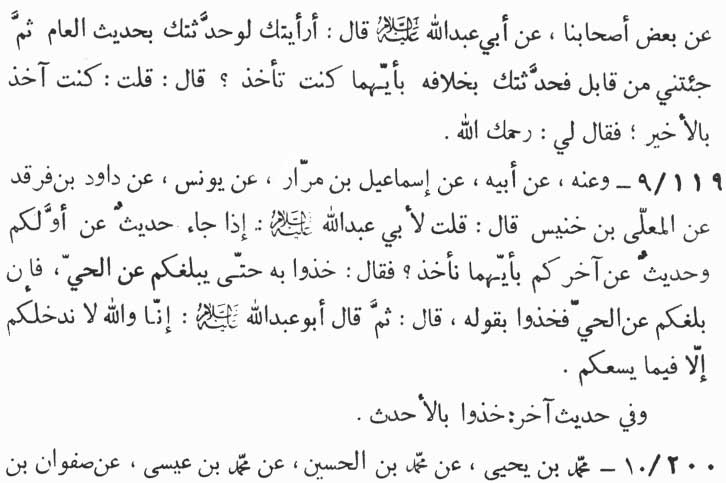 عن بعض أصحابنا ، عن أبي عبدالله عليه السلام قال : أرأيتك لو حدَّثتك بحديث العام ثمَّ
جئتني من قابل فحدَّثتك بخلافه بأيّهما كنت تأخذ ؟ قال : قلت : كنت آخذ
بالأخير ؛ فقال لي : رحمك الله .
٩/١١٩ ــ وعنه ، عن أبيه ، عن إسماعيل بن مرّار ، عن يونس ، عن داود بن فرقد
عن المعلّى بن خنيس قال : قلت لأبي عبدالله عليه السلام : إذا جاء حديثٌ عن أوَّلكم
وحديثٌ عن آخركم بأيّهما نأخذ ؟ فقال : خذوا به حتّى يبلغكم عن الحيّ ، فإن
بلغكم عن الحيّ فخذوا بقوله ، قال : ثمَّ قال أبو عبدالله عليه السلام : إنّا والله لا ندخلكم
إلّا فيما يسعكم .
وفي حديث آخر : خذوا بالأحدث .
١٠/٢٠٠ ــ محمّد بن يحيى ، عن محمّد بن الحسين ، عن محمّد بن عيسى ، عن صفوان بن